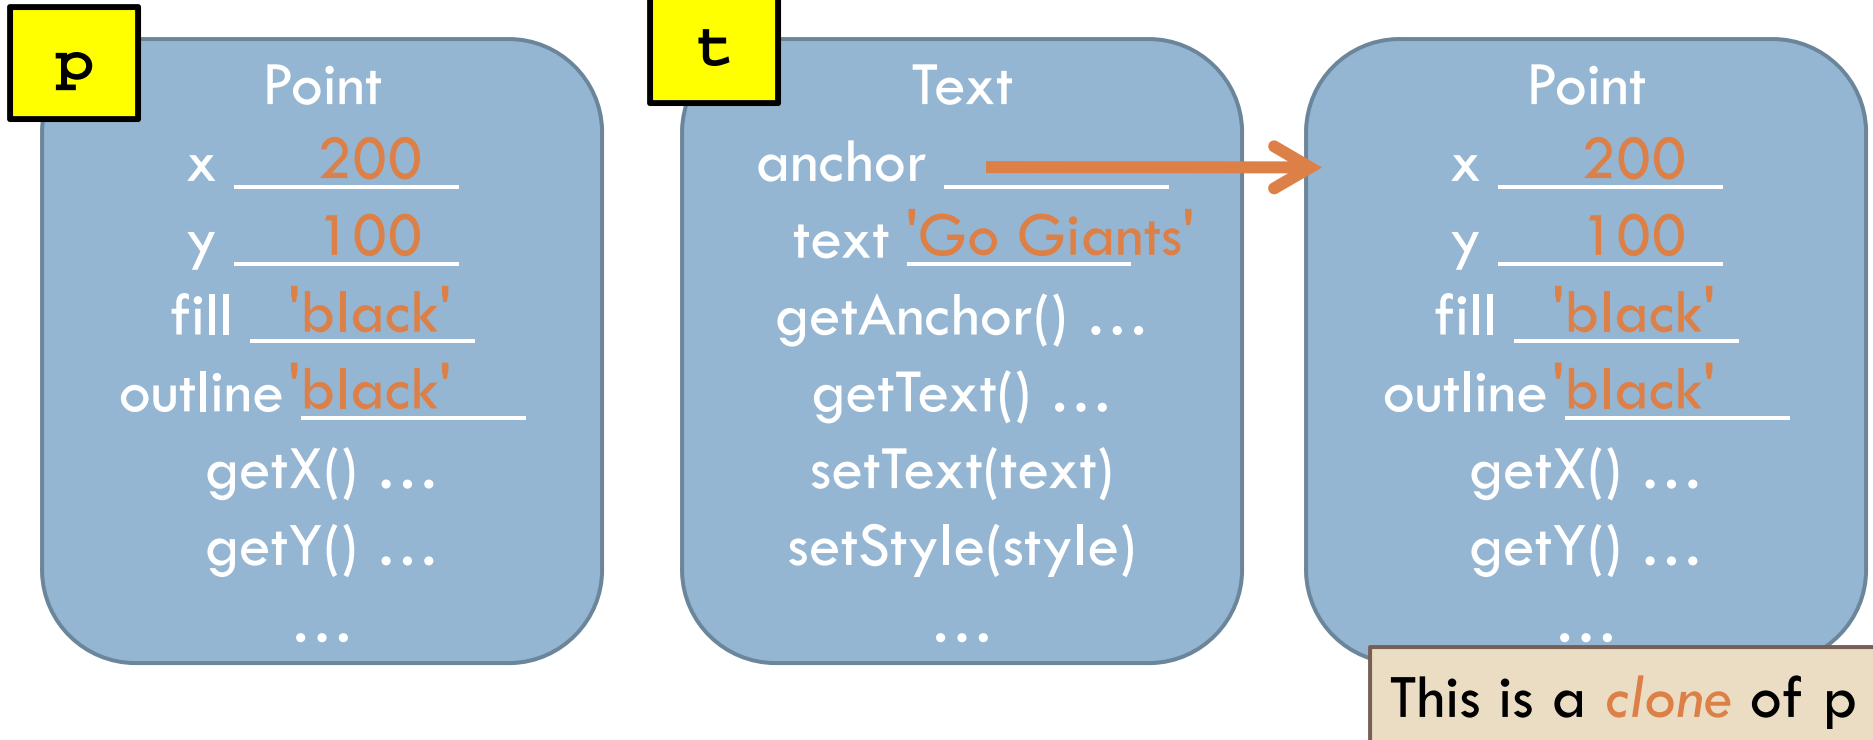 p
Point
x 200
y 100
fill 'black'
outline 'black'
getX() …
getY() …
…
t
Text
anchor
text 'Go Giants'
getAnchor() …
getText() …
setText(text)
setStyle(style)
…
Point
x 200
y 100
fill 'black'
outline 'black'
getX() …
getY() …
…
This is a clone of p